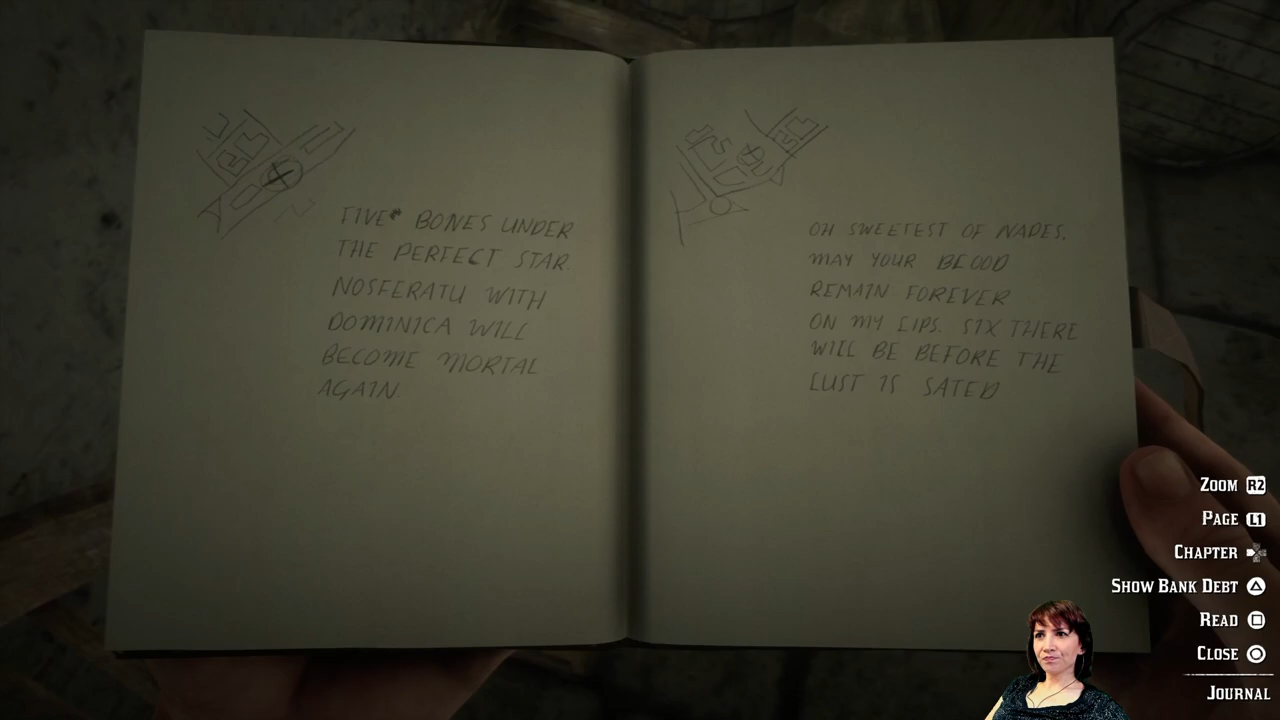 FIVE* BONES UNDER
THE PERFECT STAR.
NOSFERATU WITH
DOMINICA WILL
BECOME MORTAL
AGAIN.
OH SWEETEST OF NAPES.
MAY YOUR BLOOD
REMAIN FOREVER
ON MY LIPS. SIX THERE
WILL BE BEFORE THE
LUST IS SATED
ZOOM R2
PAGE L1
CHAPTER
SHOW BANK DEBT
READ
CLOSE
JOURNAL